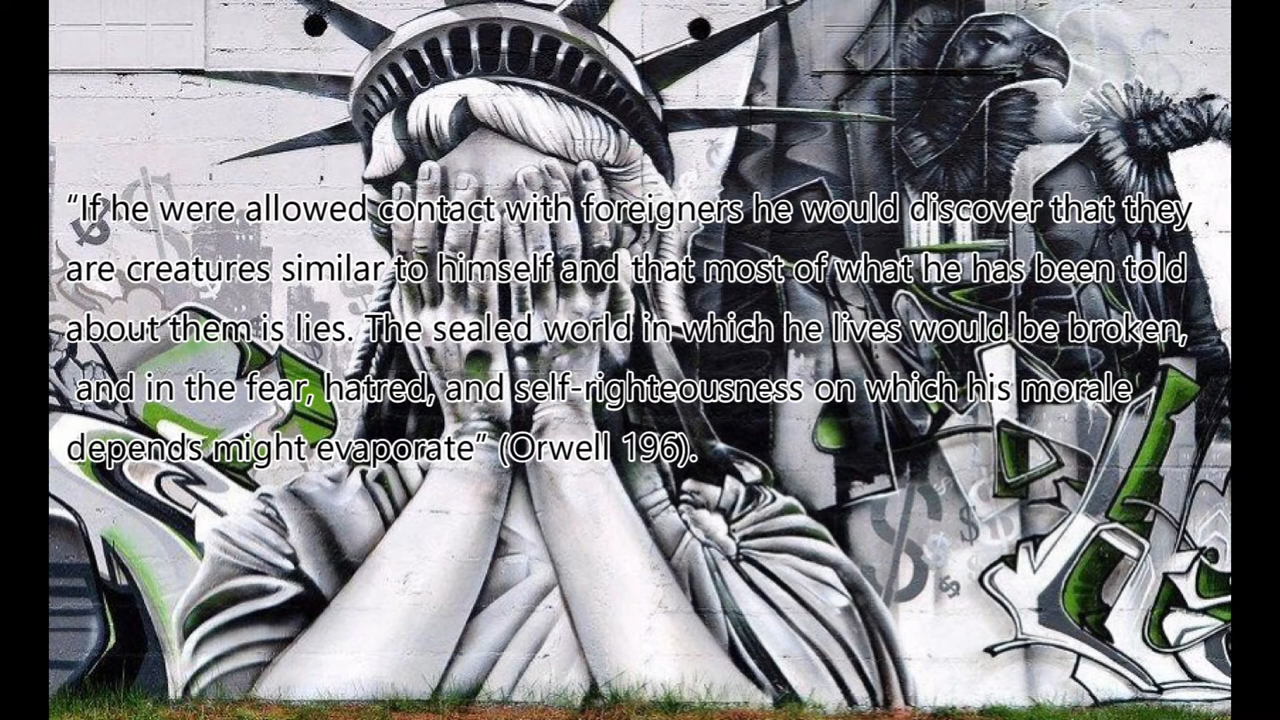 “If he were allowed contact with foreigners he would discover that they
are creatures similar to himself and that most of what he has been told
about them is lies. The sealed world in which he lives would be broken,
and in the fear, hatred, and self-righteousness on which his morale
depends might evaporate” (Orwell 196).